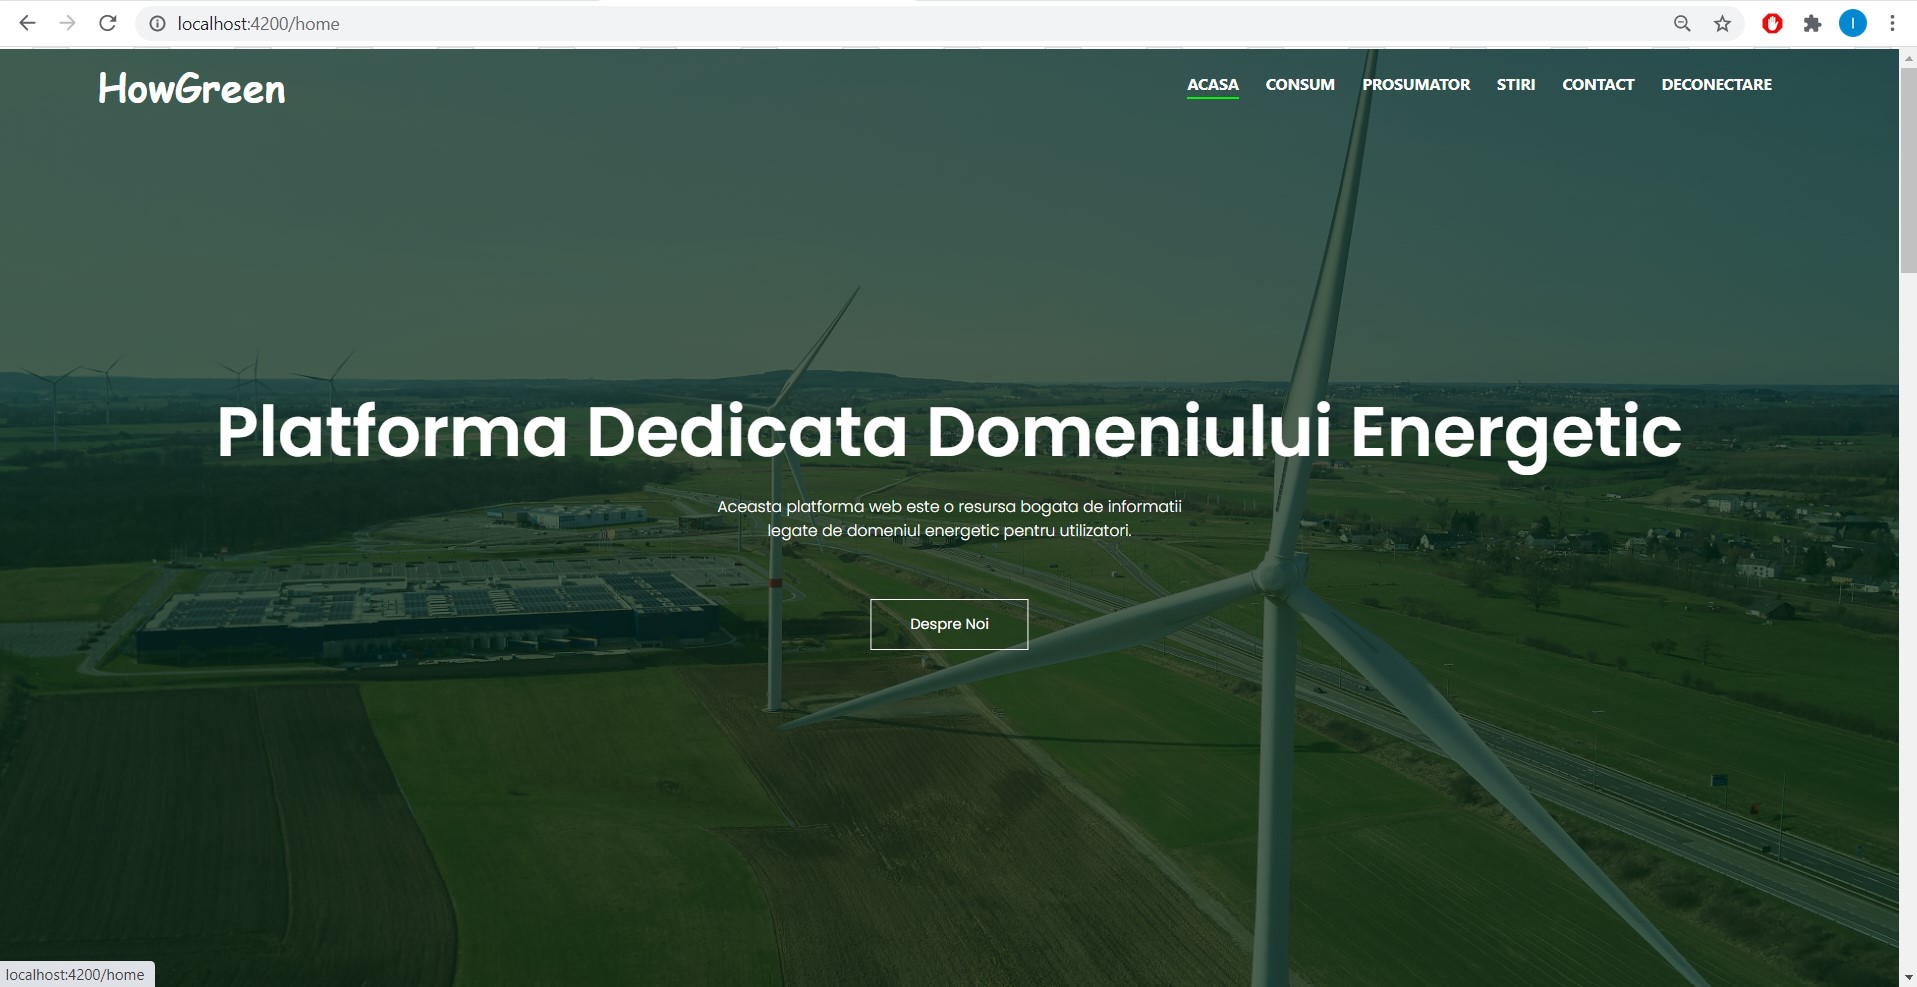 localhost:4200/home
HowGreen
ACASA CONSUM PROSUMATOR STIRI CONTACT DECONECTARE
Platforma Dedicata Domeniului Energetic
Aceasta platforma web este o resursa bogata de informatii
legate de domeniul energetic pentru utilizatori.
Despre Noi
localhost:4200/home
I